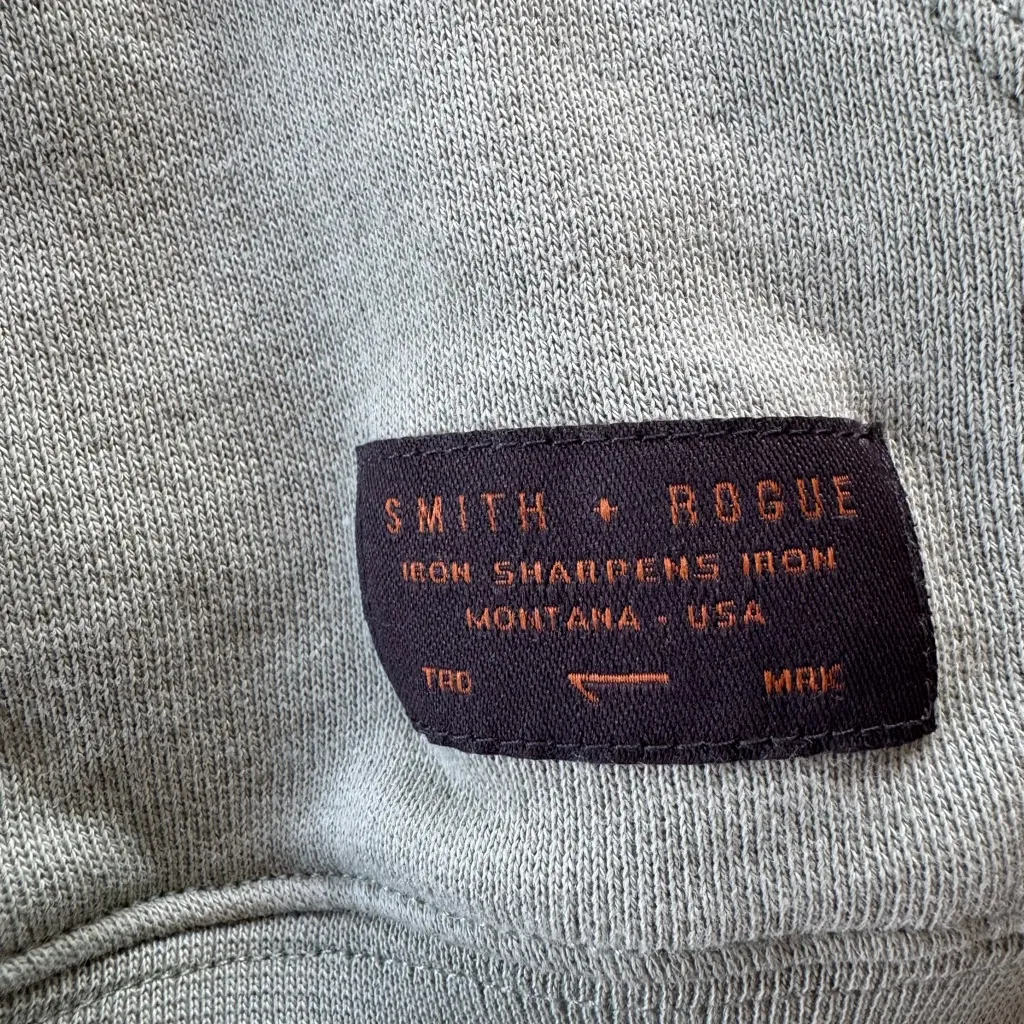 SMITH + ROGUE
IRON SHARPENS IRON
MONTANA · USA
TRD MRK